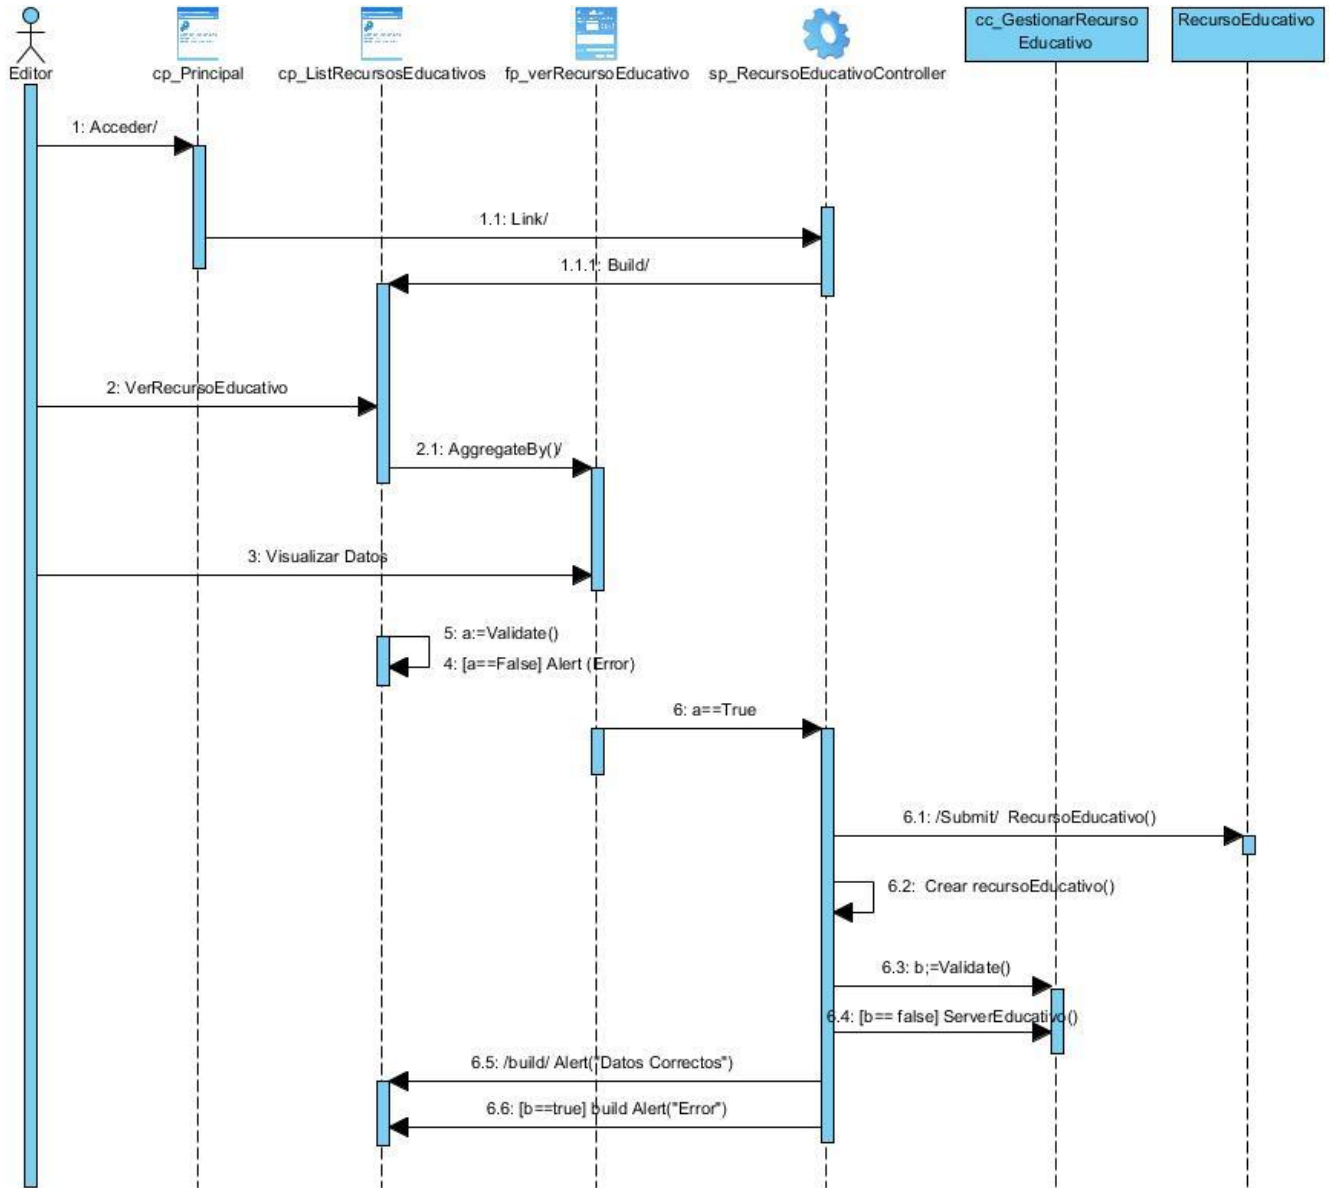 cc_GestionarRecurso
Educativo
RecursoEducativo
Editor
cp_Principal
cp_ListRecursosEducativos
fp_verRecursoEducativo
sp_RecursoEducativoController
1: Acceder/
1.1: Link/
1.1.1: Build/
2: VerRecursoEducativo
2.1: AggregateBy()/
3: Visualizar Datos
5: a:=Validate()
4: [a==False] Alert (Error)
6: a==True
6.1: /Submit/ RecursoEducativo()
6.2: Crear recursoEducativo()
6.3: b;=Validate()
6.4: [b== false] ServerEducativo()
6.5: /build/ Alert("Datos Correctos")
6.6: [b==true] build Alert("Error")